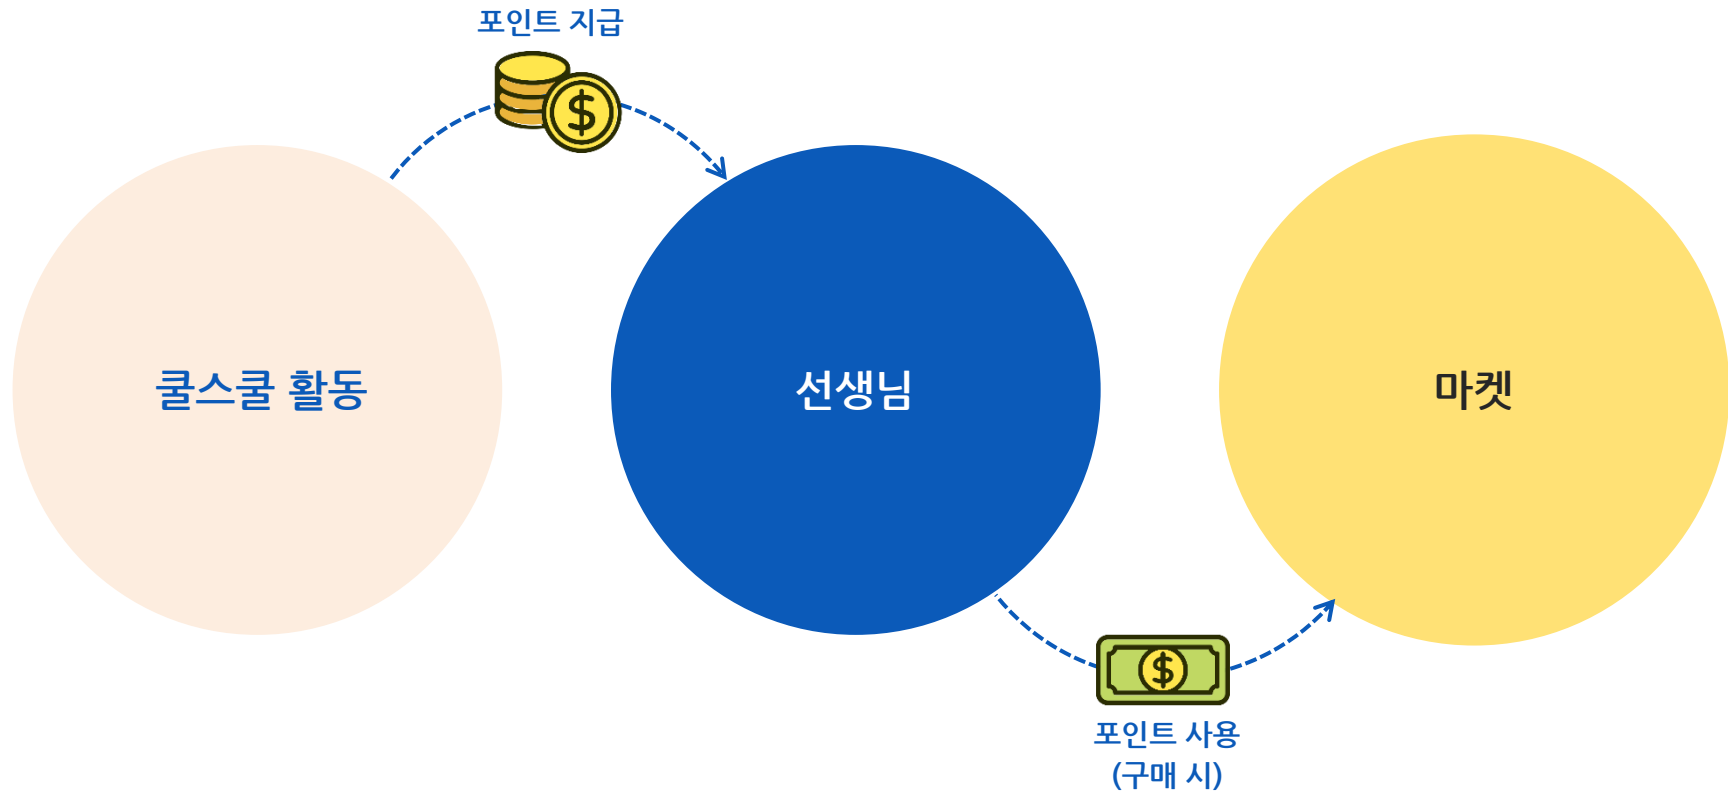 포인트 지급
$
쿨스쿨 활동
선생님
마켓
$
포인트 사용
(구매 시)